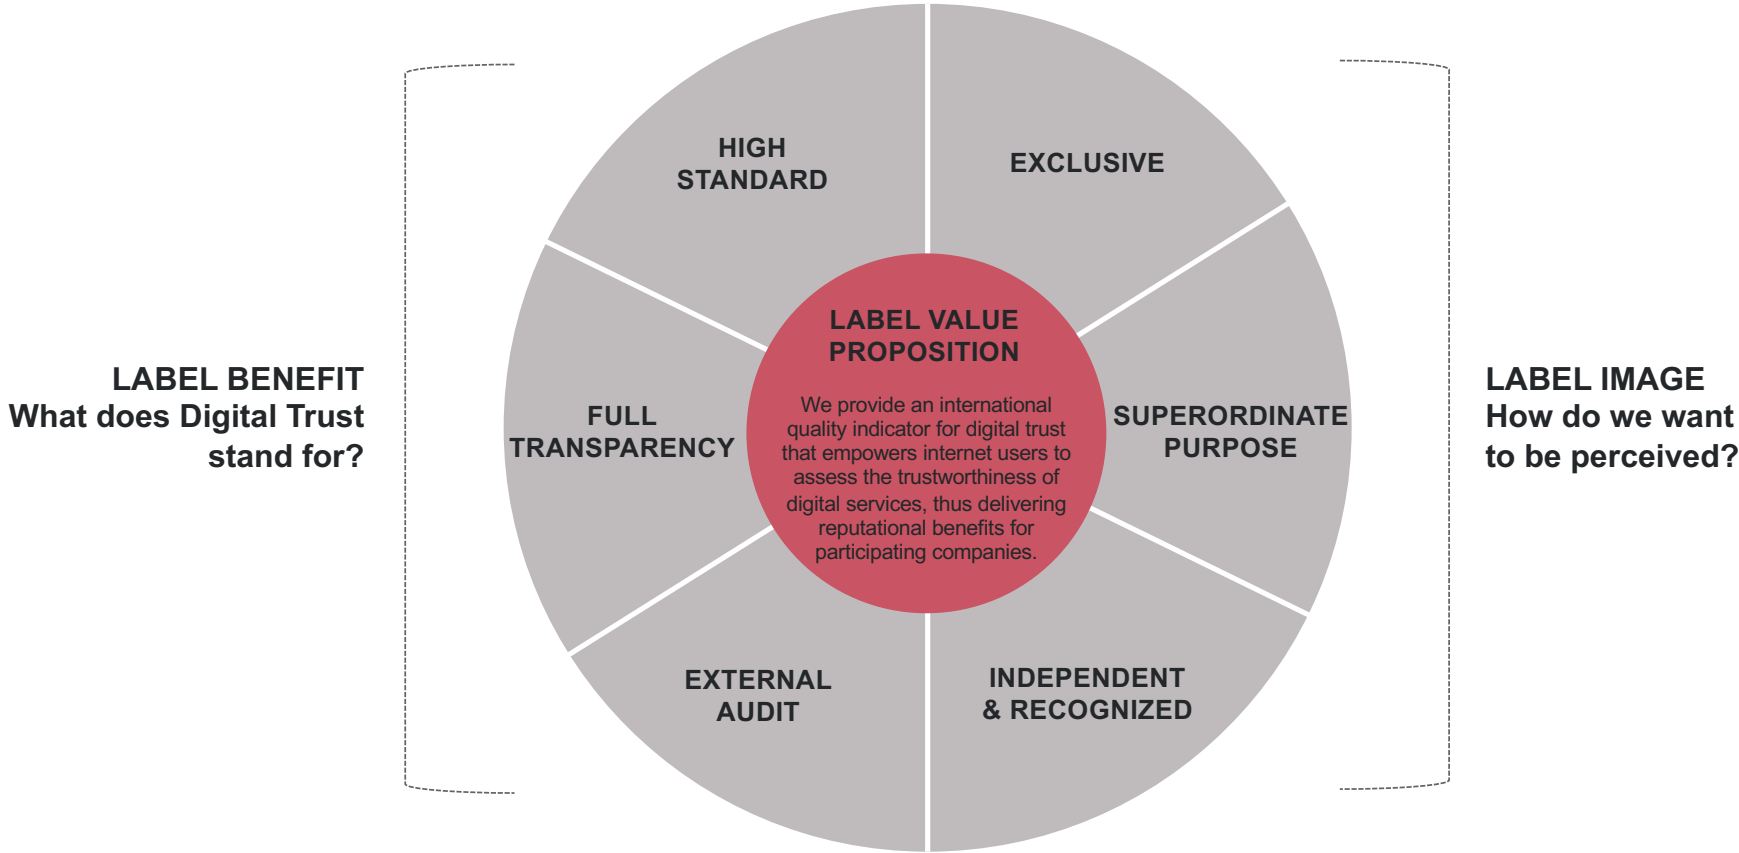 HIGH
STANDARD
EXCLUSIVE
LABEL VALUE
PROPOSITION
We provide an international
quality indicator for digital trust
that empowers internet users to
assess the trustworthiness of
digital services, thus delivering
reputational benefits for
participating companies.
LABEL BENEFIT
What does Digital Trust
stand for?
FULL
TRANSPARENCY
SUPERORDINATE
PURPOSE
LABEL IMAGE
How do we want
to be perceived?
EXTERNAL
AUDIT
INDEPENDENT
& RECOGNIZED